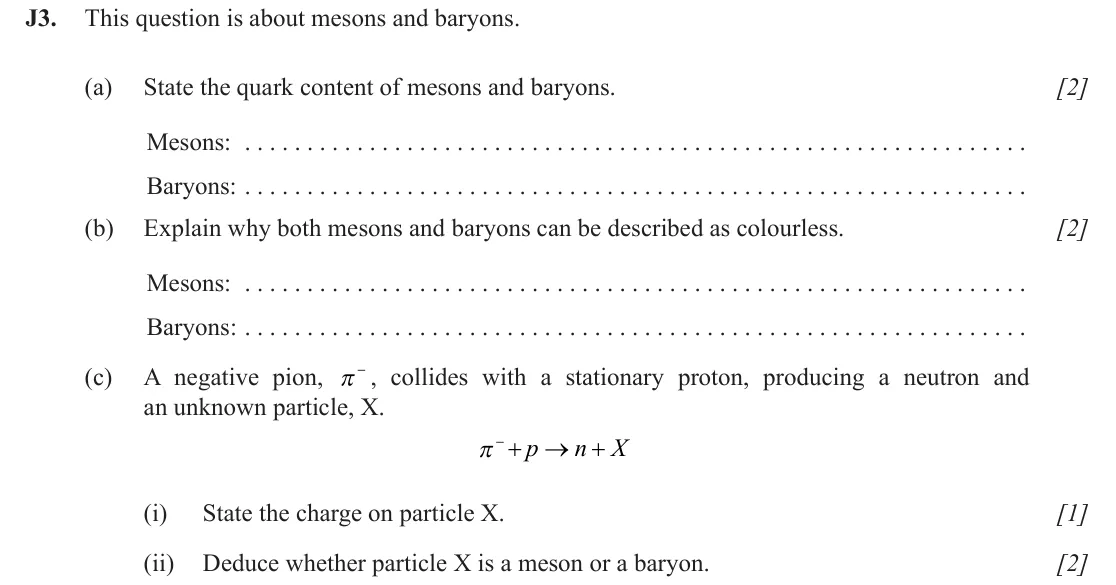 J3. This question is about mesons and baryons.
(a) State the quark content of mesons and baryons. [2]
Mesons: . . . . . . . . . . . . . . . . . . . . . . . . . . . . . . . . . . . . . . . . . . . . . . . . . . . . . . . . . . . . . . .
Baryons: . . . . . . . . . . . . . . . . . . . . . . . . . . . . . . . . . . . . . . . . . . . . . . . . . . . . . . . . . . . . . . .
(b) Explain why both mesons and baryons can be described as colourless. [2]
Mesons: . . . . . . . . . . . . . . . . . . . . . . . . . . . . . . . . . . . . . . . . . . . . . . . . . . . . . . . . . . . . . . .
Baryons: . . . . . . . . . . . . . . . . . . . . . . . . . . . . . . . . . . . . . . . . . . . . . . . . . . . . . . . . . . . . . . .
(c) A negative pion, π⁻, collides with a stationary proton, producing a neutron and
an unknown particle, X.
π⁻+p→n+X
(i) State the charge on particle X. [1]
(ii) Deduce whether particle X is a meson or a baryon. [2]